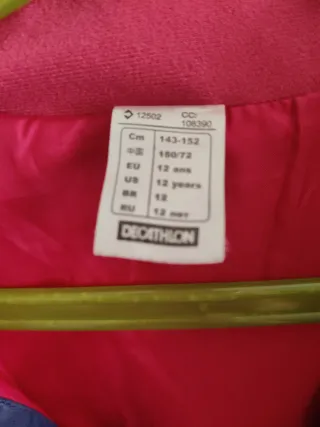 12502 CCI
108390
Cm 143-152
中国 150/72
EU 12 ans
US 12 years
BR 12
RU 12 лет
DECATHLON